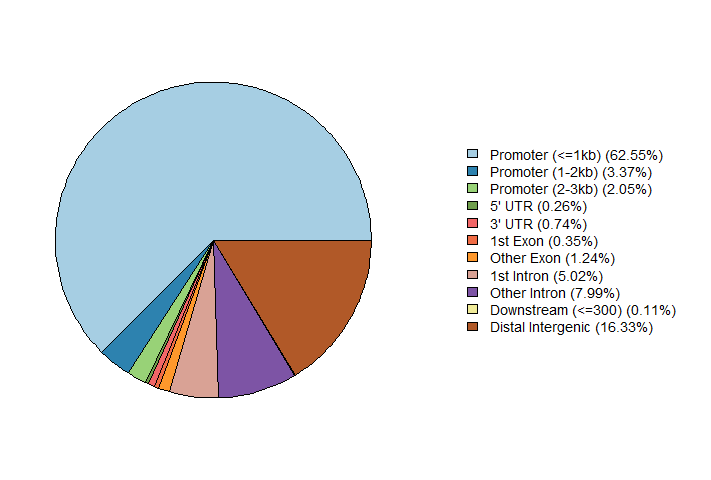 Promoter (<=1kb) (62.55%)
Promoter (1-2kb) (3.37%)
Promoter (2-3kb) (2.05%)
5' UTR (0.26%)
3' UTR (0.74%)
1st Exon (0.35%)
Other Exon (1.24%)
1st Intron (5.02%)
Other Intron (7.99%)
Downstream (<=300) (0.11%)
Distal Intergenic (16.33%)